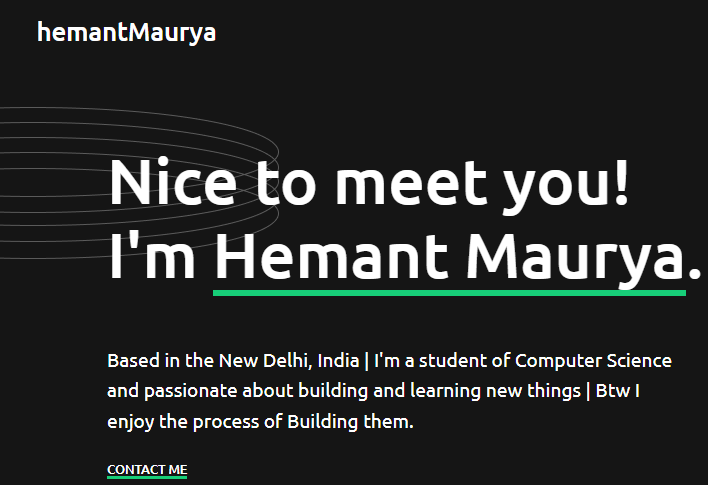 hemantMaurya
Nice to meet you!
I'm Hemant Maurya.
Based in the New Delhi, India | I'm a student of Computer Science
and passionate about building and learning new things | Btw I
enjoy the process of Building them.
CONTACT ME